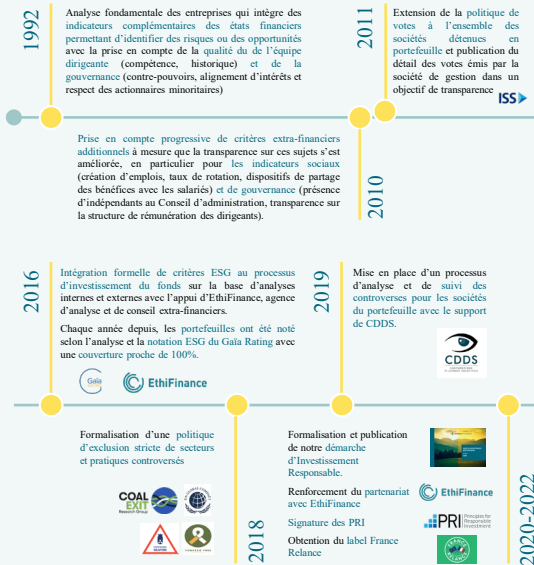 1992
Analyse fondamentale des entreprises qui intègre des
indicateurs complémentaires des états financiers
permettant d'identifier des risques ou des opportunités
avec la prise en compte de la qualité du de l'équipe
dirigeante (compétence, historique) et de la
gouvernance (contre-pouvoirs, alignement d'intérêts et
respect des actionnaires minoritaires)
2011
Extension de la politique de
votes à l'ensemble des
sociétés détenues en
portefeuille et publication du
détail des votes émis par la
société de gestion dans un
objectif de transparence
ISS
Prise en compte progressive de critères extra-financiers
additionnels à mesure que la transparence sur ces sujets s'est
améliorée, en particulier pour les indicateurs sociaux
(création d'emplois, taux de rotation, dispositifs de partage
des bénéfices avec les salariés) et de gouvernance (présence
d'indépendants au Conseil d'administration, transparence sur
la structure de rémunération des dirigeants).
2010
2016
Intégration formelle de critères ESG au processus
d'investissement du fonds sur la base d'analyses
internes et externes avec l'appui d'EthiFinance, agence
d'analyse et de conseil extra-financiers.
Chaque année depuis, les portefeuilles ont été noté
selon l'analyse et la notation ESG du Gaïa Rating avec
une couverture proche de 100%.
Gaïa
EthiFinance
2019
Mise en place d'un processus
d'analyse et de suivi des
controverses pour les sociétés
du portefeuille avec le support
de CDDS.
CDDS
Formalisation d'une politique
d'exclusion stricte de secteurs
et pratiques controversés
COAL
EXIT
Research Group
2018
Formalisation et publication
de notre démarche
d'Investissement
Responsable.
Renforcement du partenariat
avec EthiFinance
EthiFinance
Signature des PRI
PRI
Principles for
Responsible
Investment
Obtention du label France
Relance
2020-2022